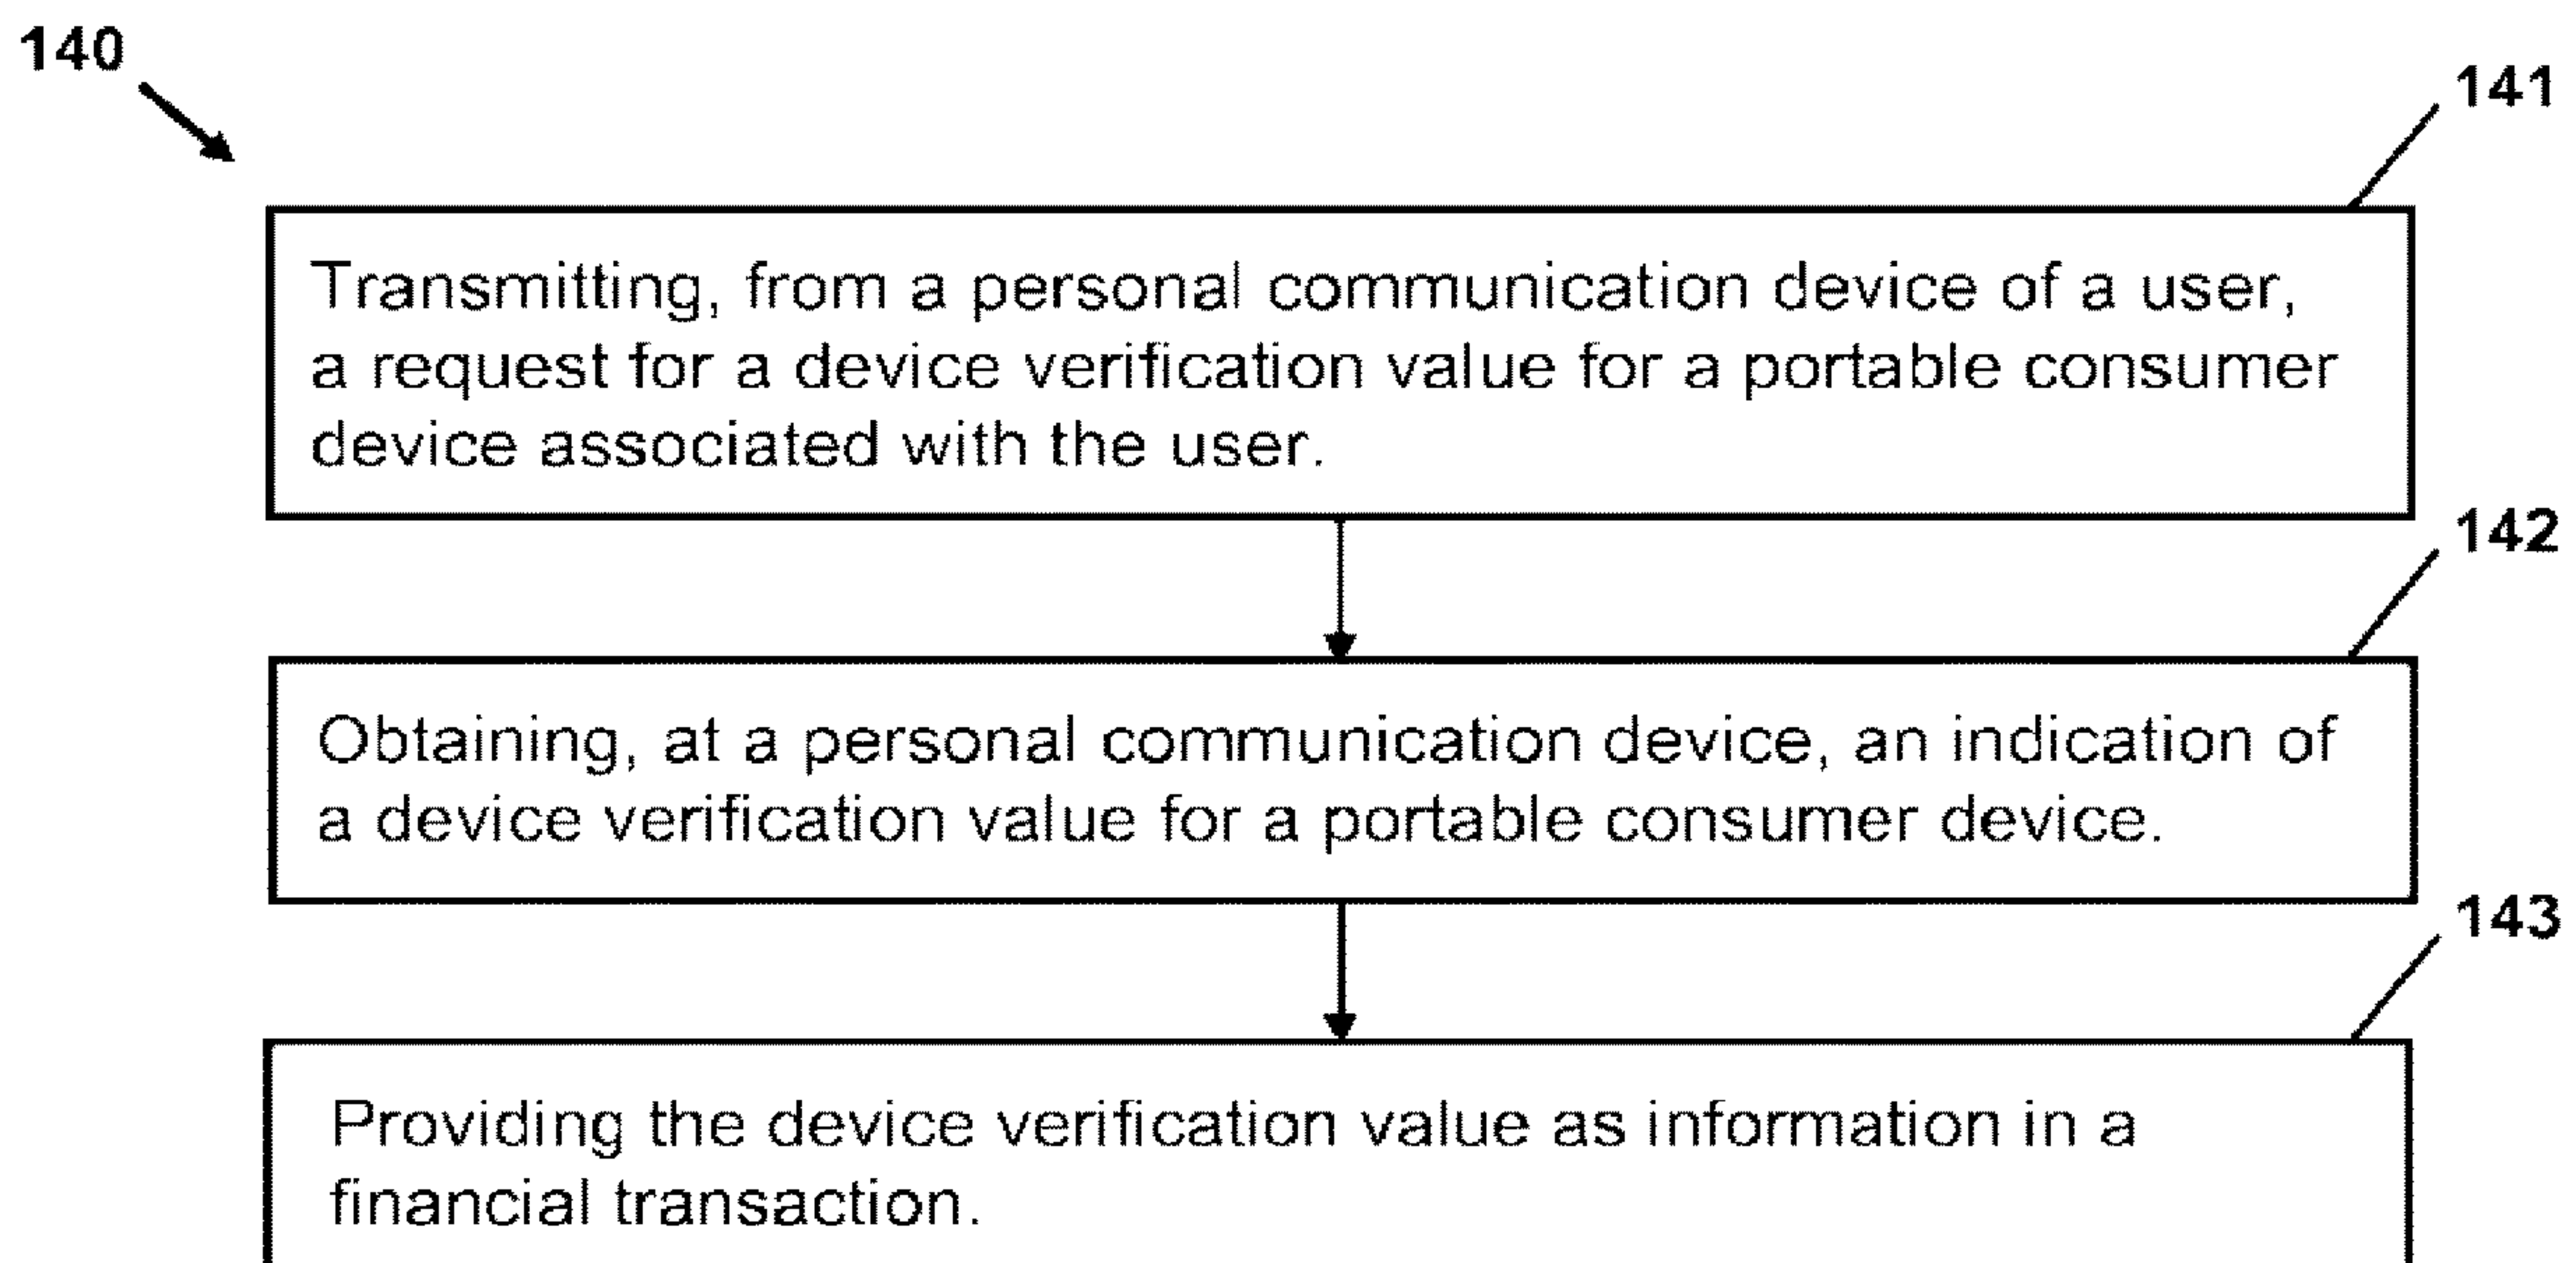 140
141
Transmitting, from a personal communication device of a user,
a request for a device verification value for a portable consumer
device associated with the user.
142
Obtaining, at a personal communication device, an indication of
a device verification value for a portable consumer device.
143
Providing the device verification value as information in a
financial transaction.